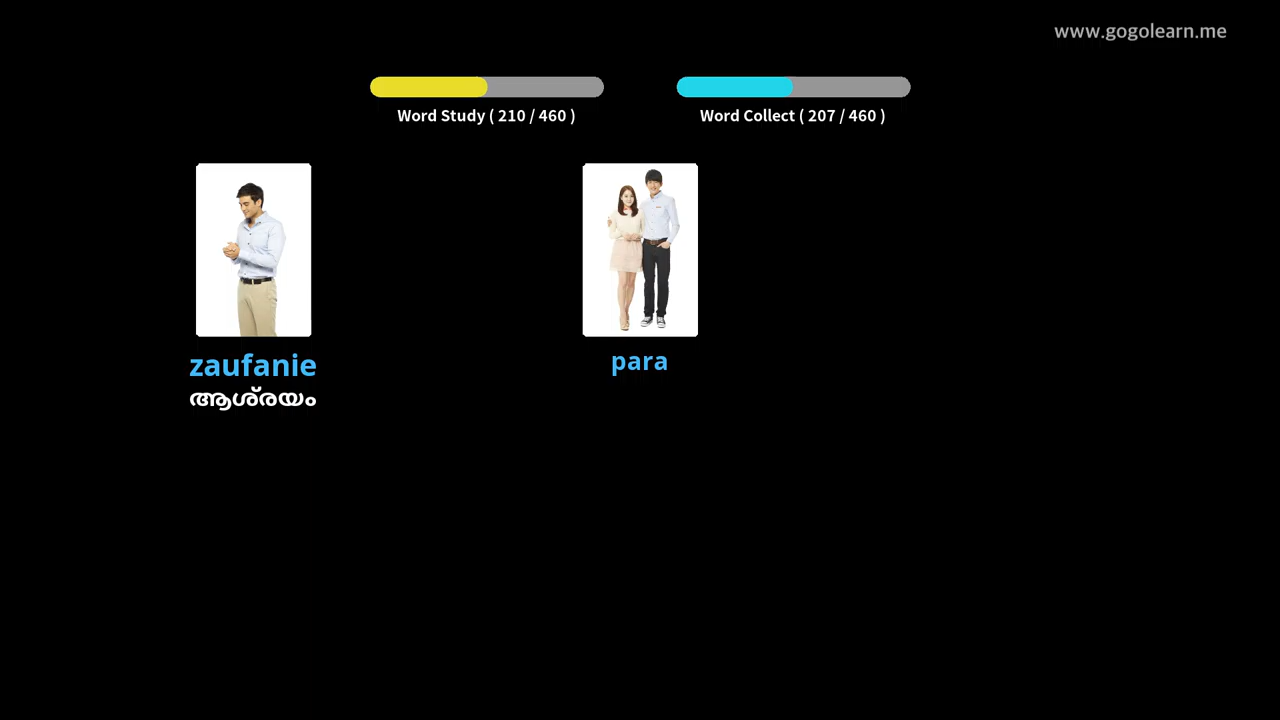 www.gogolearn.me
Word Study ( 210 / 460 )
Word Collect ( 207 / 460 )
zaufanie
ആശ്രയം
para